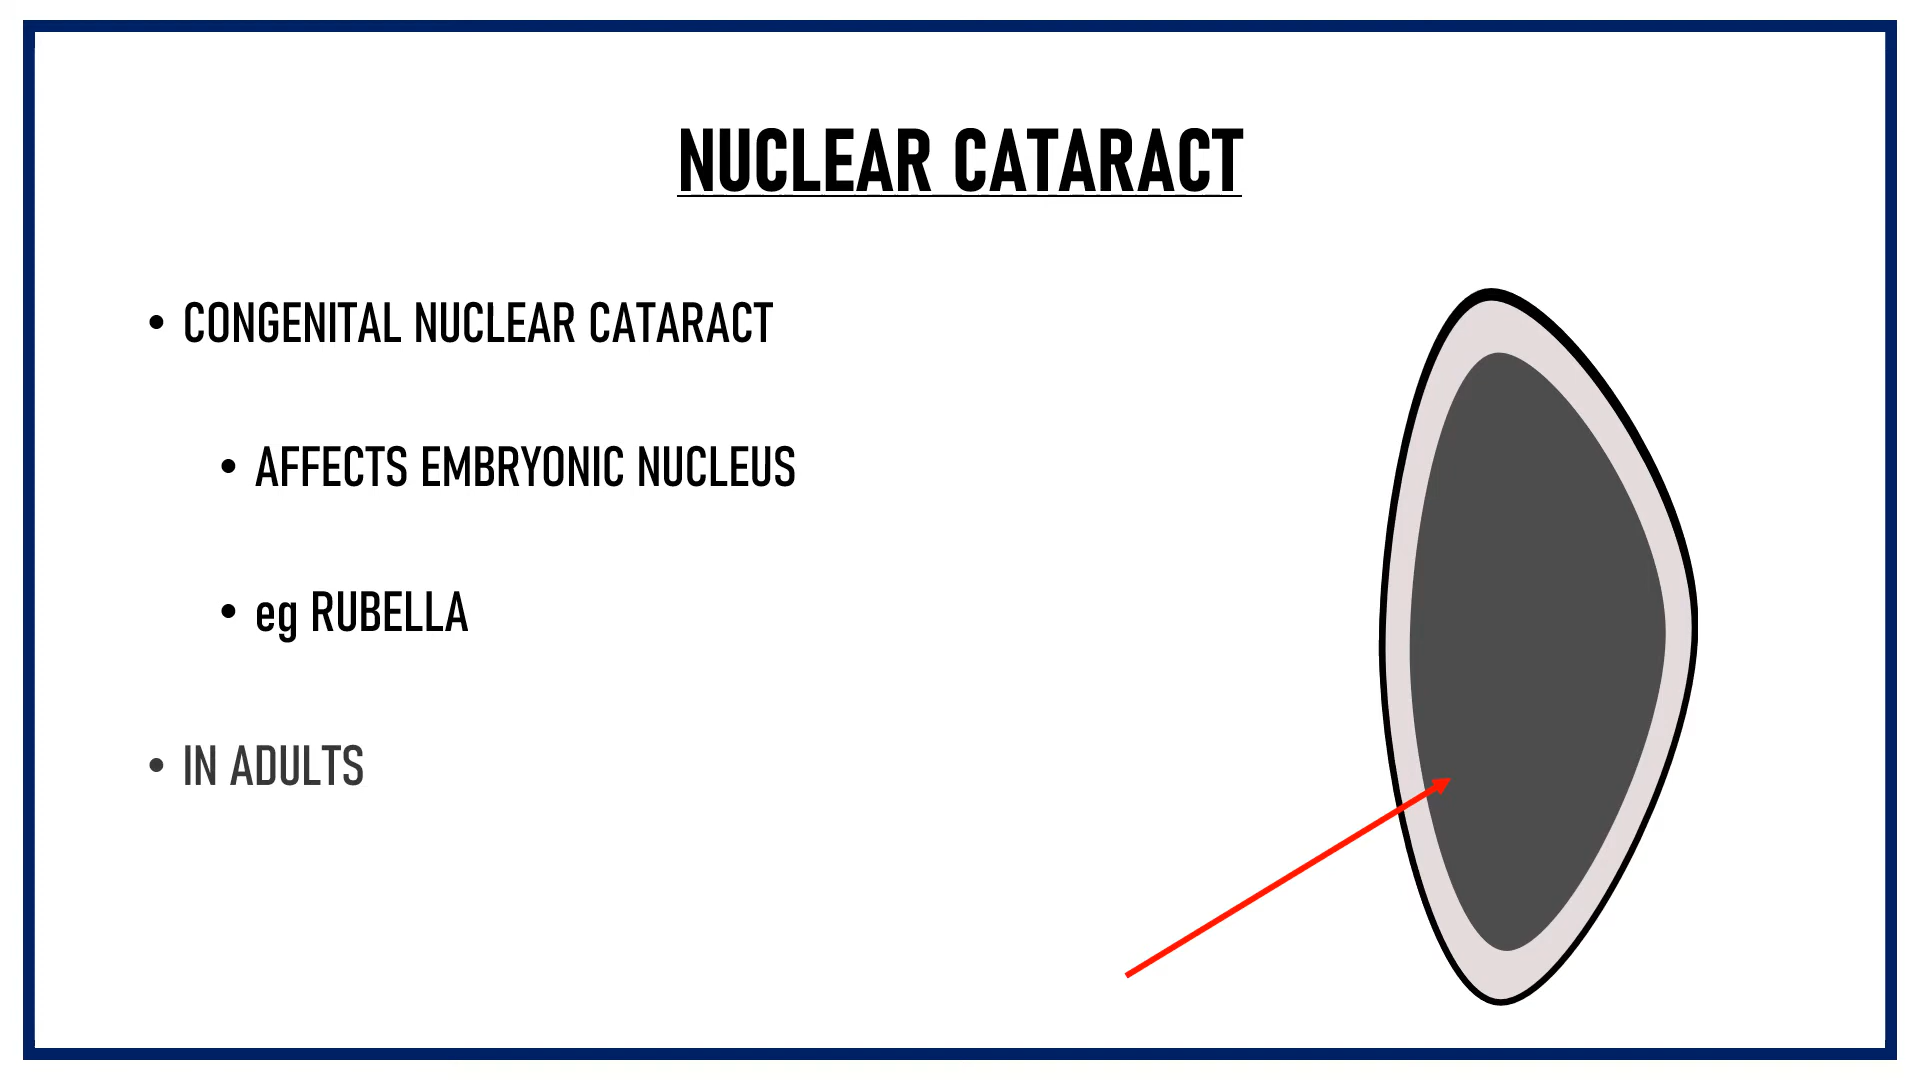 NUCLEAR CATARACT
• CONGENITAL NUCLEAR CATARACT
• AFFECTS EMBRYONIC NUCLEUS
• eg RUBELLA
• IN ADULTS